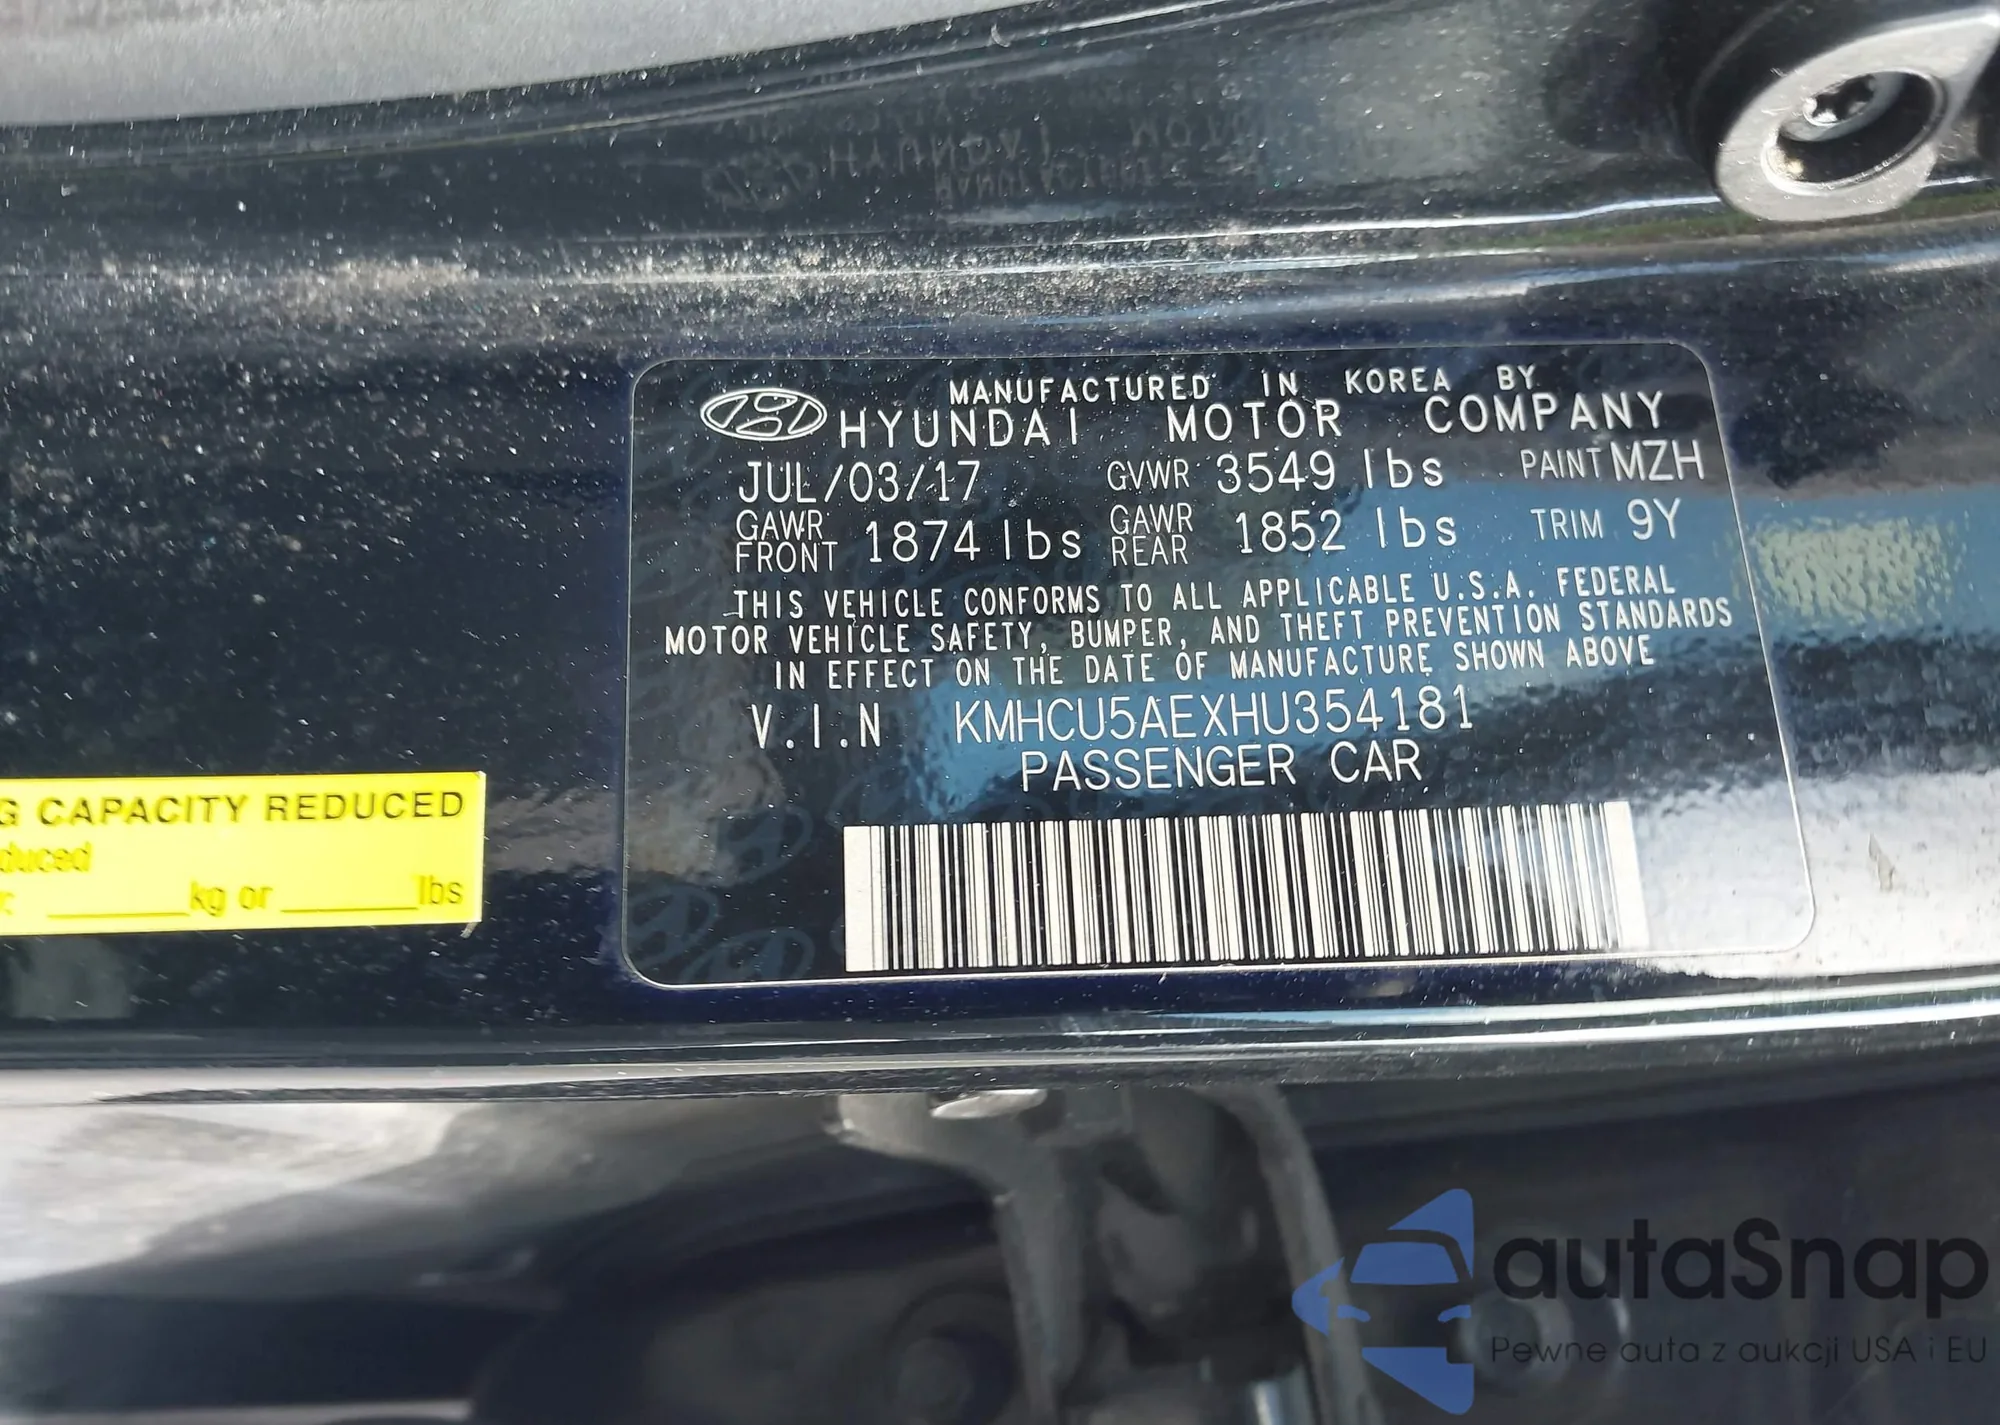 MANUFACTURED IN KOREA BY
HYUNDAI MOTOR COMPANY
JUL/03/17 GVWR 3549 lbs PAINT MZH
GAWR FRONT 1874 lbs GAWR REAR 1852 lbs TRIM 9Y
THIS VEHICLE CONFORMS TO ALL APPLICABLE U.S.A. FEDERAL
MOTOR VEHICLE SAFETY, BUMPER, AND THEFT PREVENTION STANDARDS
IN EFFECT ON THE DATE OF MANUFACTURE SHOWN ABOVE
V.I.N KMHCU5AEXHU354181
PASSENGER CAR
G CAPACITY REDUCED
duced
kg or lbs
autaSnap
Pewne auta z aukcji USA i EU